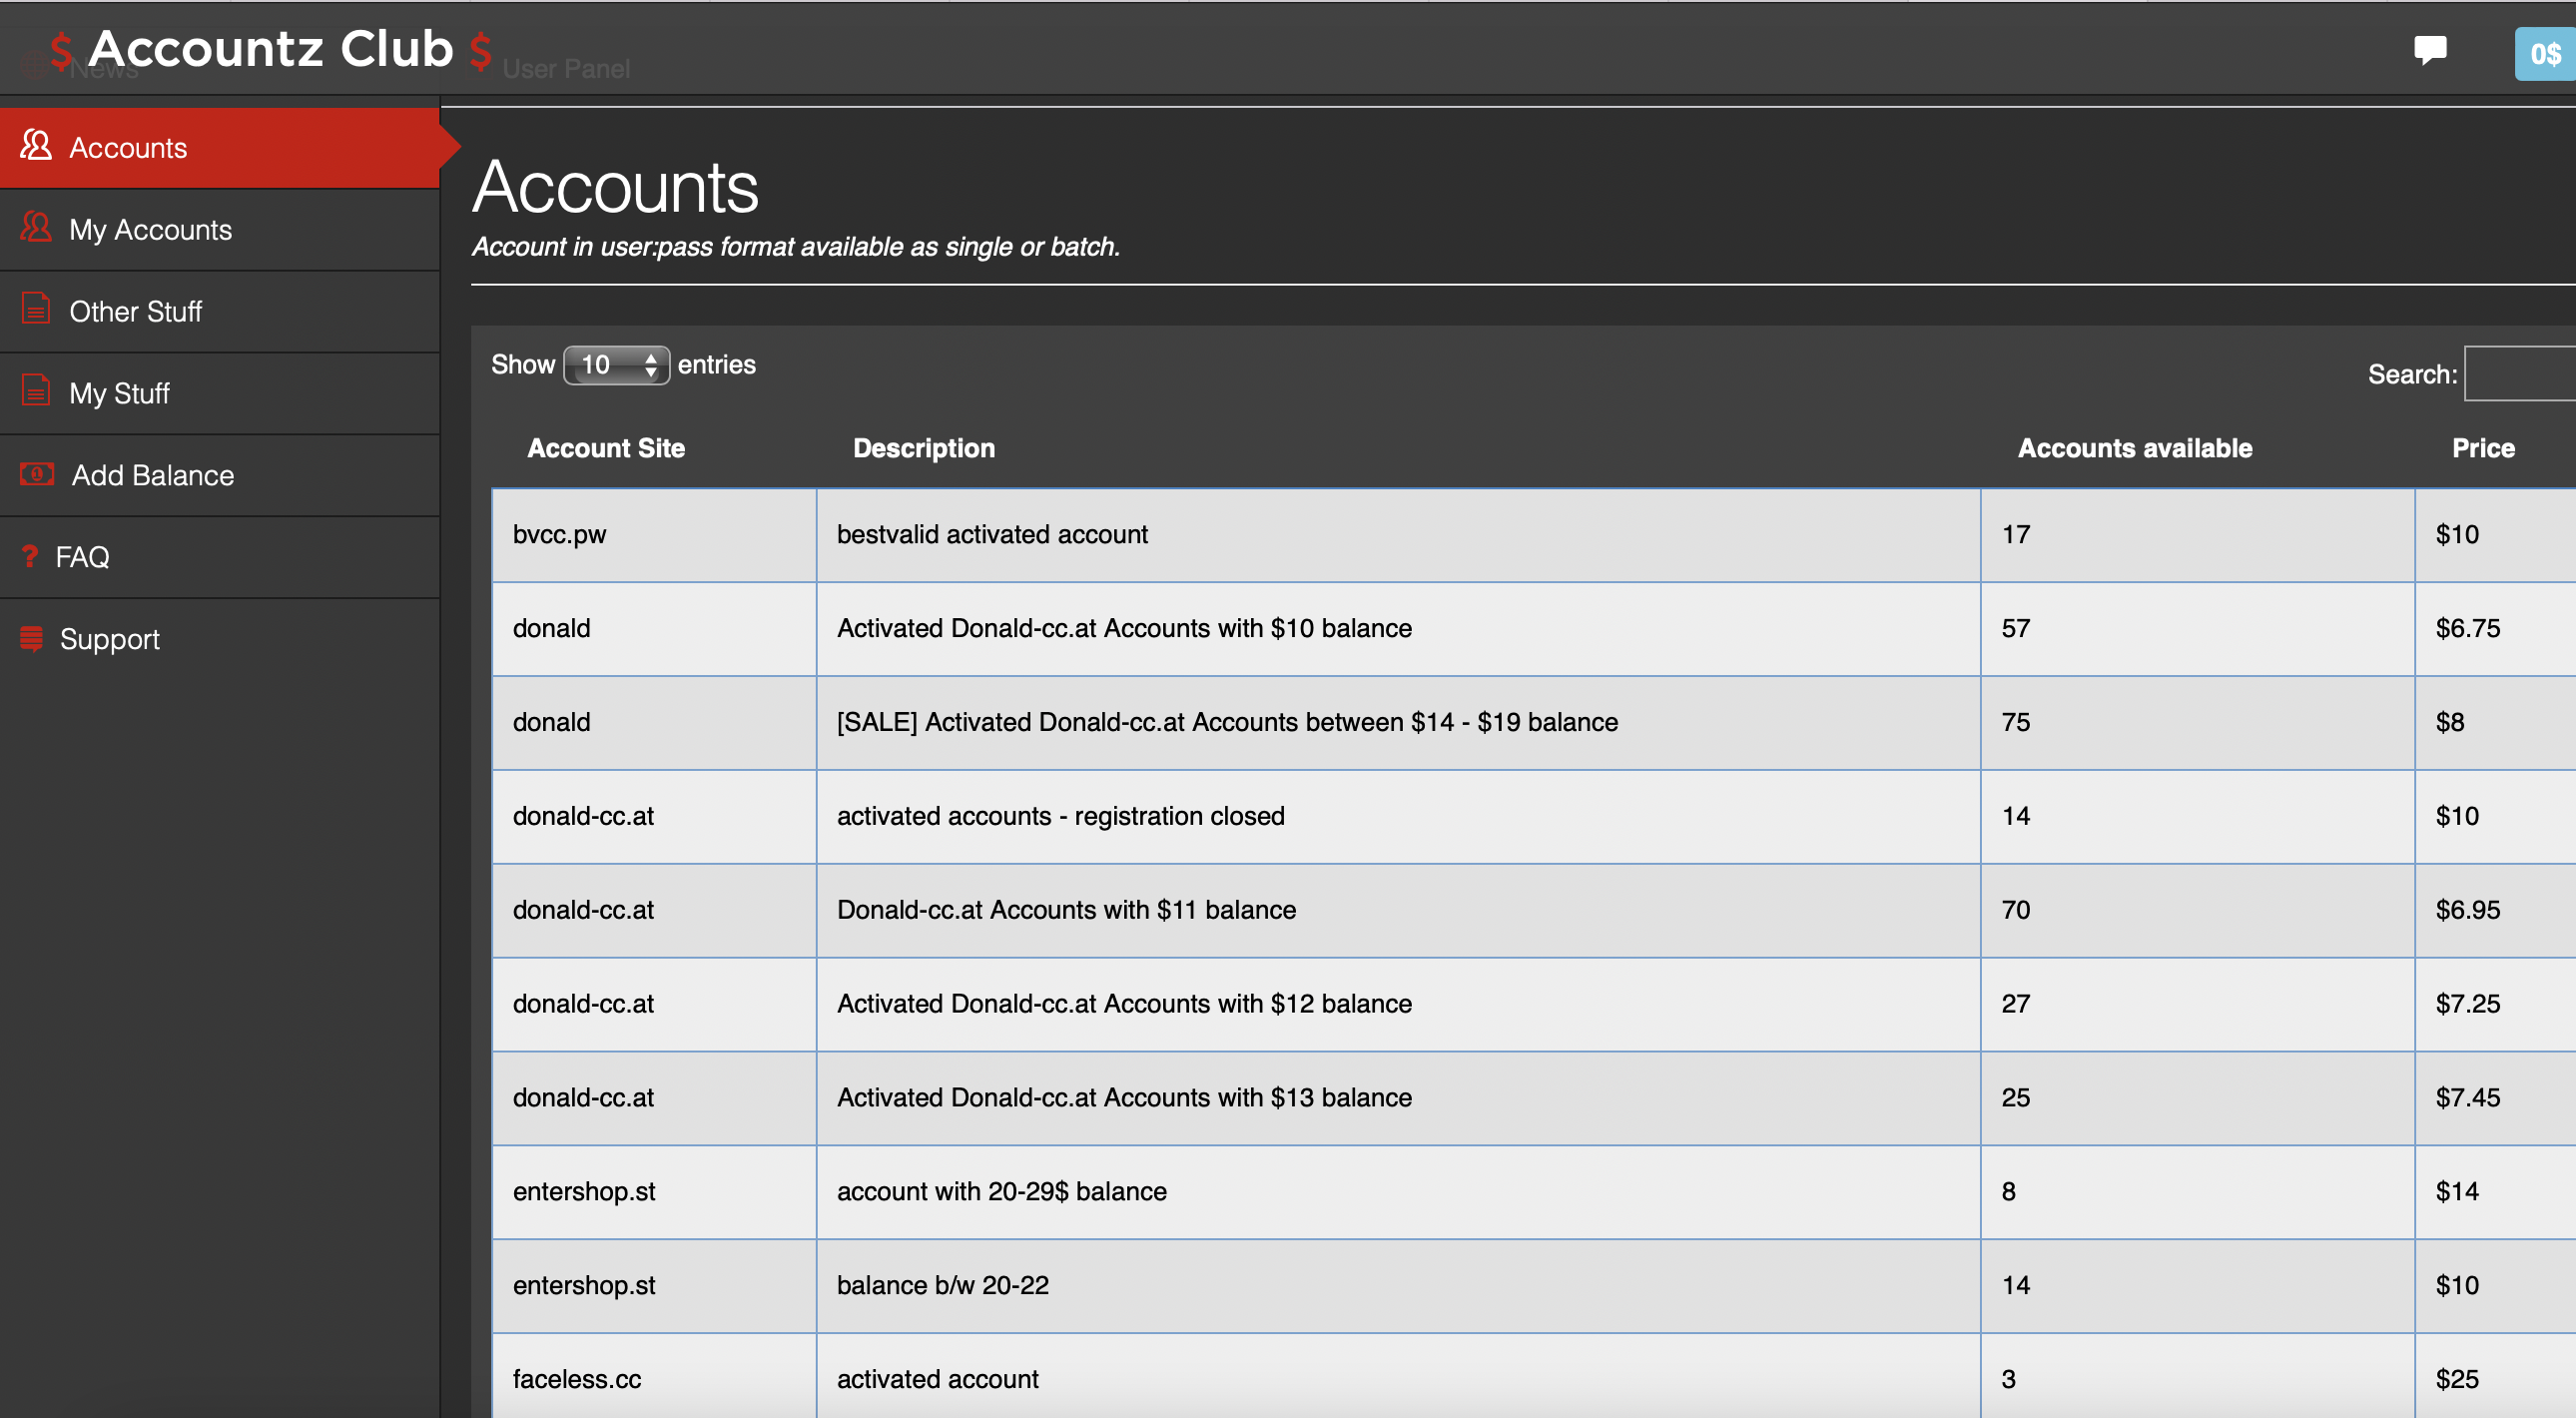 $ Accountz Club $
News
User Panel
0$
Accounts
My Accounts
Other Stuff
My Stuff
Add Balance
? FAQ
Support
Accounts
Account in user:pass format available as single or batch.
Show 10 entries
Search:
Account Site Description Accounts available Price
bvcc.pw bestvalid activated account 17 $10
donald Activated Donald-cc.at Accounts with $10 balance 57 $6.75
donald [SALE] Activated Donald-cc.at Accounts between $14 - $19 balance 75 $8
donald-cc.at activated accounts - registration closed 14 $10
donald-cc.at Donald-cc.at Accounts with $11 balance 70 $6.95
donald-cc.at Activated Donald-cc.at Accounts with $12 balance 27 $7.25
donald-cc.at Activated Donald-cc.at Accounts with $13 balance 25 $7.45
entershop.st account with 20-29$ balance 8 $14
entershop.st balance b/w 20-22 14 $10
faceless.cc activated account 3 $25